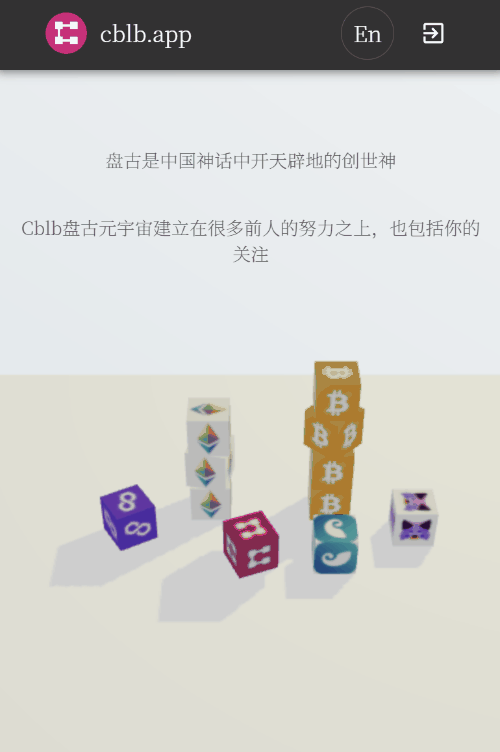 cblb.app
En
盘古是中国神话中开天辟地的创世神
Cblb盘古元宇宙建立在很多前人的努力之上，也包括你的
关注
8